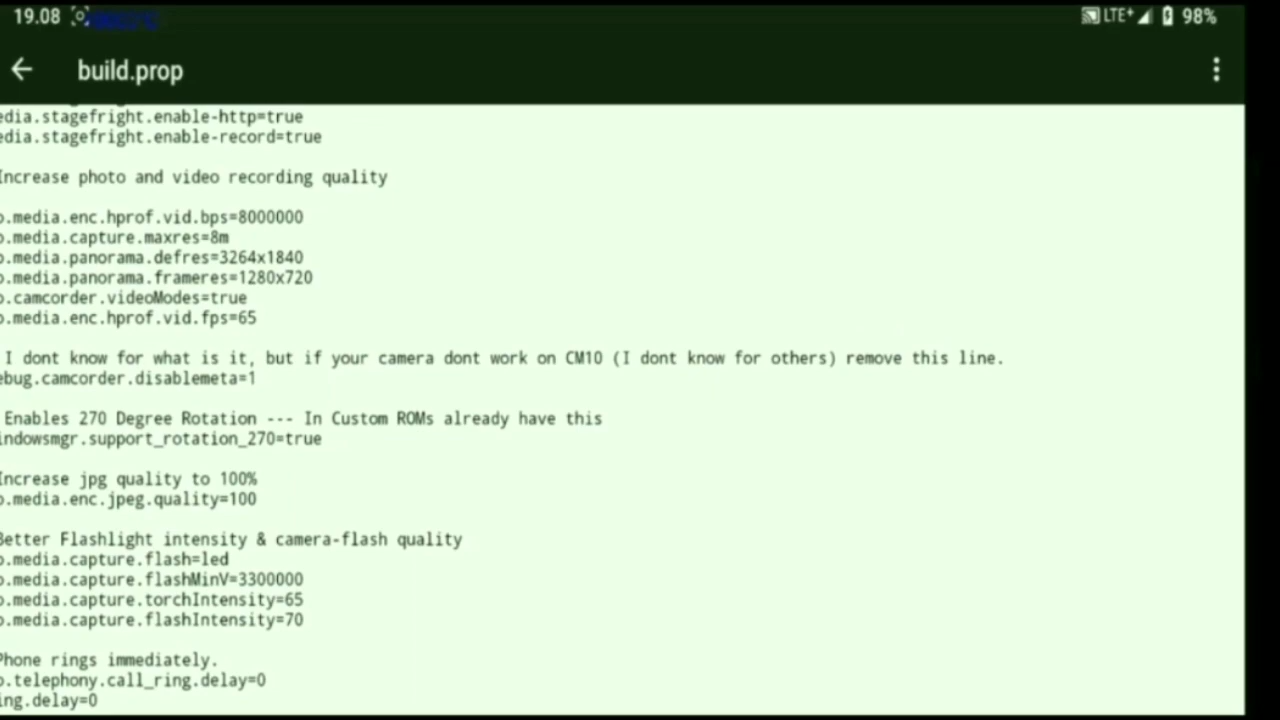 19.08 LTE+ 98%
build.prop
edia.stagefright.enable-http=true
edia.stagefright.enable-record=true
Increase photo and video recording quality
o.media.enc.hprof.vid.bps=8000000
o.media.capture.maxres=8m
o.media.panorama.defres=3264x1840
o.media.panorama.frameres=1280x720
o.camcorder.videoModes=true
o.media.enc.hprof.vid.fps=65
I dont know for what is it, but if your camera dont work on CM10 (I dont know for others) remove this line.
ebug.camcorder.disablemeta=1
Enables 270 Degree Rotation --- In Custom ROMs already have this
indowsmgr.support_rotation_270=true
Increase jpg quality to 100%
o.media.enc.jpeg.quality=100
Better Flashlight intensity & camera-flash quality
o.media.capture.flash=led
o.media.capture.flashMinV=3300000
o.media.capture.torchIntensity=65
o.media.capture.flashIntensity=70
Phone rings immediately.
o.telephony.call_ring.delay=0
ing.delay=0